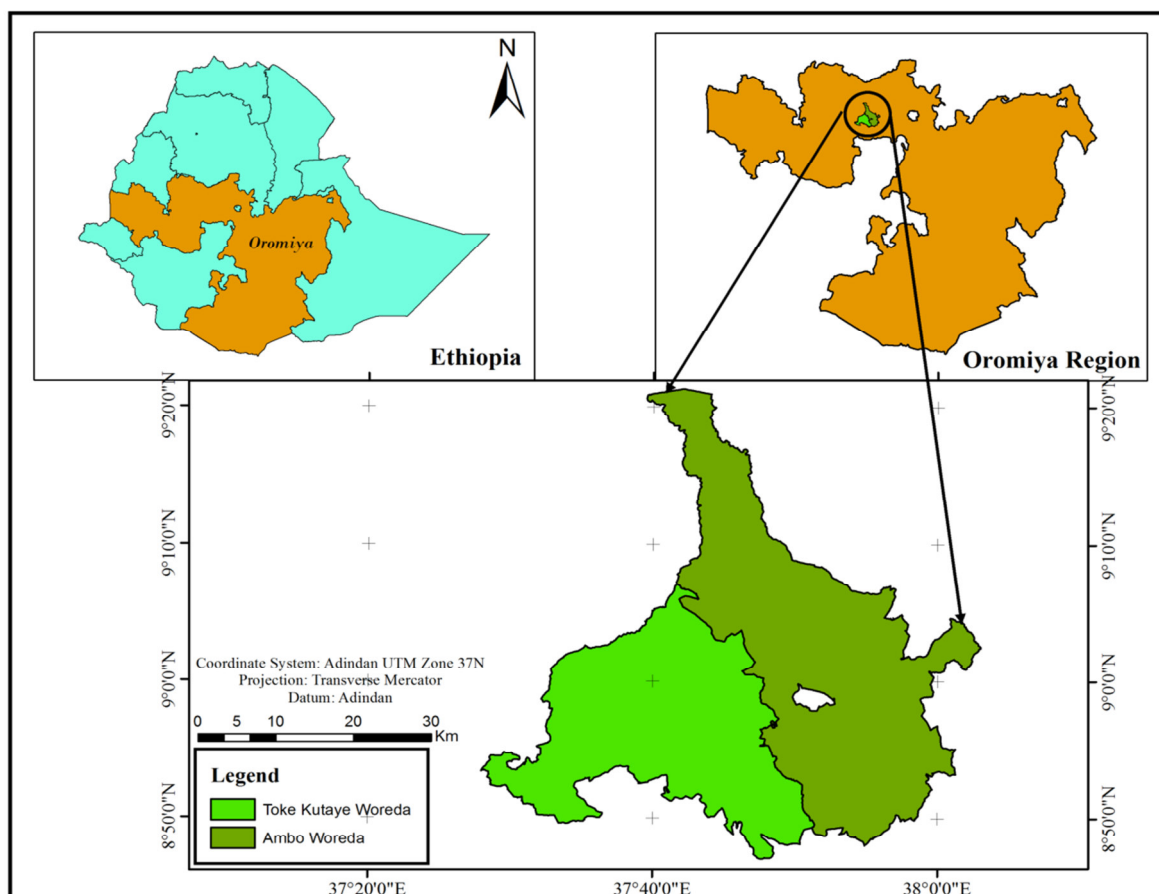 N
Oromiya
Ethiopia
Oromiya Region
9°20'0"N
9°20'0"N
9°10'0"N
9°10'0"N
Coordinate System: Adindan UTM Zone 37N
Projection: Transverse Mercator
Datum: Adindan
9°0'0"N
9°0'0"N
0 5 10 20 30
Km
Legend
Toke Kutaye Woreda
Ambo Woreda
8°50'0"N
8°50'0"N
37°20'0"E
37°40'0"E
38°0'0"E